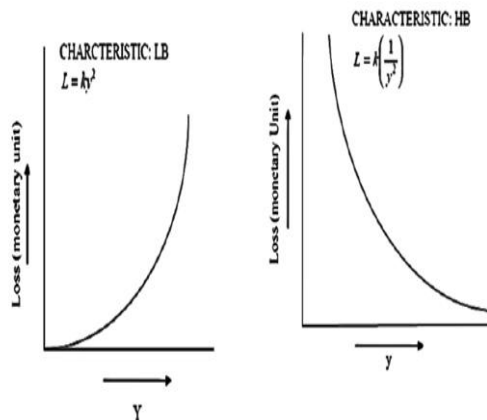 CHARCTERISTIC: LB
L = ky²
Loss (monetary unit)
Y
CHARACTERISTIC: HB
L = k(1/y²)
Loss (monetary Unit)
y